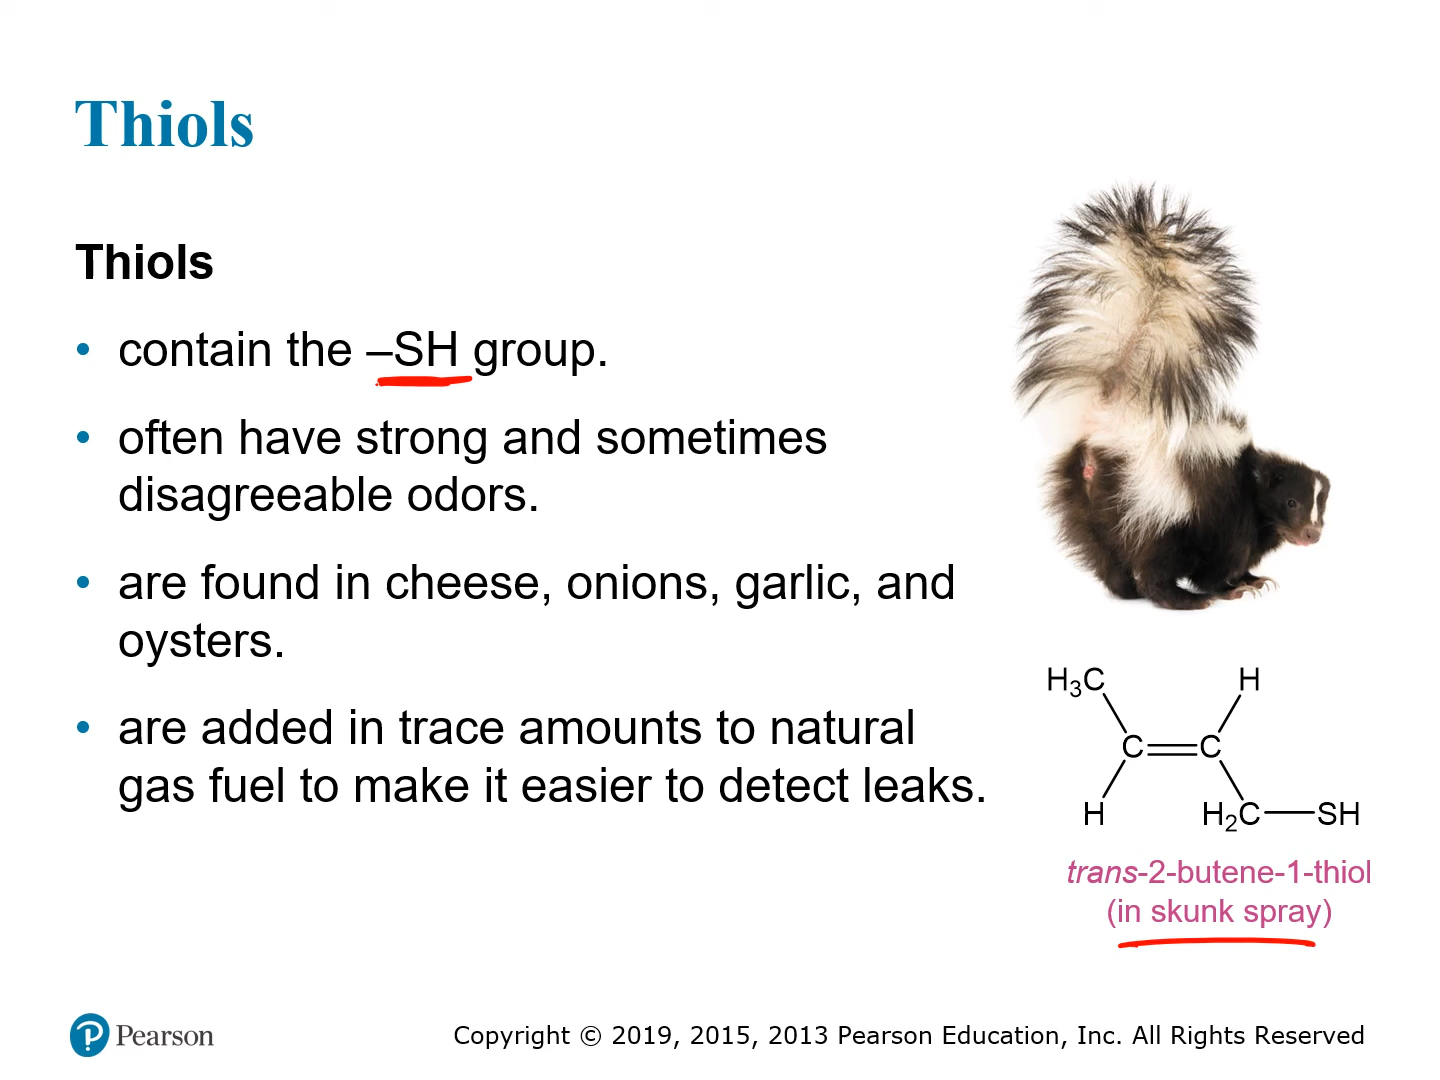 Thiols
Thiols
• contain the –SH group.
• often have strong and sometimes
disagreeable odors.
• are found in cheese, onions, garlic, and
oysters.
• are added in trace amounts to natural
gas fuel to make it easier to detect leaks.
H₃C H
C C
H H₂C SH
trans-2-butene-1-thiol
(in skunk spray)
P Pearson
Copyright © 2019, 2015, 2013 Pearson Education, Inc. All Rights Reserved